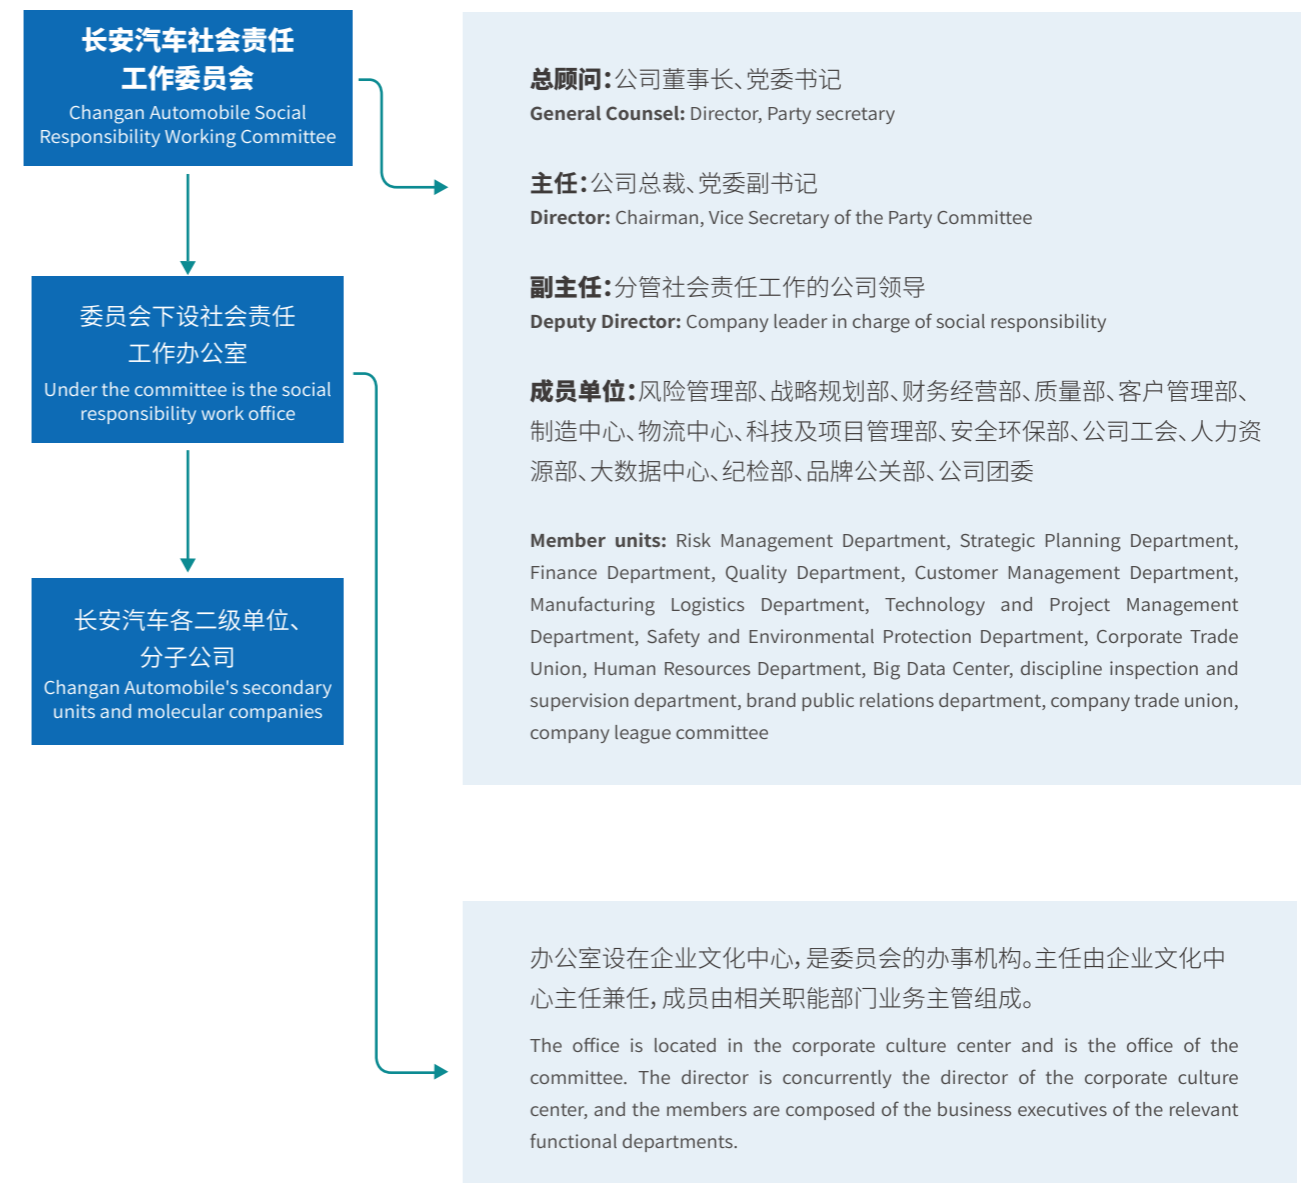 长安汽车社会责任
工作委员会
Changan Automobile Social
Responsibility Working Committee
委员会下设社会责任
工作办公室
Under the committee is the social
responsibility work office
长安汽车各二级单位、
分子公司
Changan Automobile's secondary
units and molecular companies
总顾问：公司董事长、党委书记
General Counsel: Director, Party secretary
主任：公司总裁、党委副书记
Director: Chairman, Vice Secretary of the Party Committee
副主任：分管社会责任工作的公司领导
Deputy Director: Company leader in charge of social responsibility
成员单位：风险管理部、战略规划部、财务经营部、质量部、客户管理部、
制造中心、物流中心、科技及项目管理部、安全环保部、公司工会、人力资
源部、大数据中心、纪检部、品牌公关部、公司团委
Member units: Risk Management Department, Strategic Planning Department,
Finance Department, Quality Department, Customer Management Department,
Manufacturing Logistics Department, Technology and Project Management
Department, Safety and Environmental Protection Department, Corporate Trade
Union, Human Resources Department, Big Data Center, discipline inspection and
supervision department, brand public relations department, company trade union,
company league committee
办公室设在企业文化中心，是委员会的办事机构。主任由企业文化中
心主任兼任，成员由相关职能部门业务主管组成。
The office is located in the corporate culture center and is the office of the
committee. The director is concurrently the director of the corporate culture
center, and the members are composed of the business executives of the relevant
functional departments.